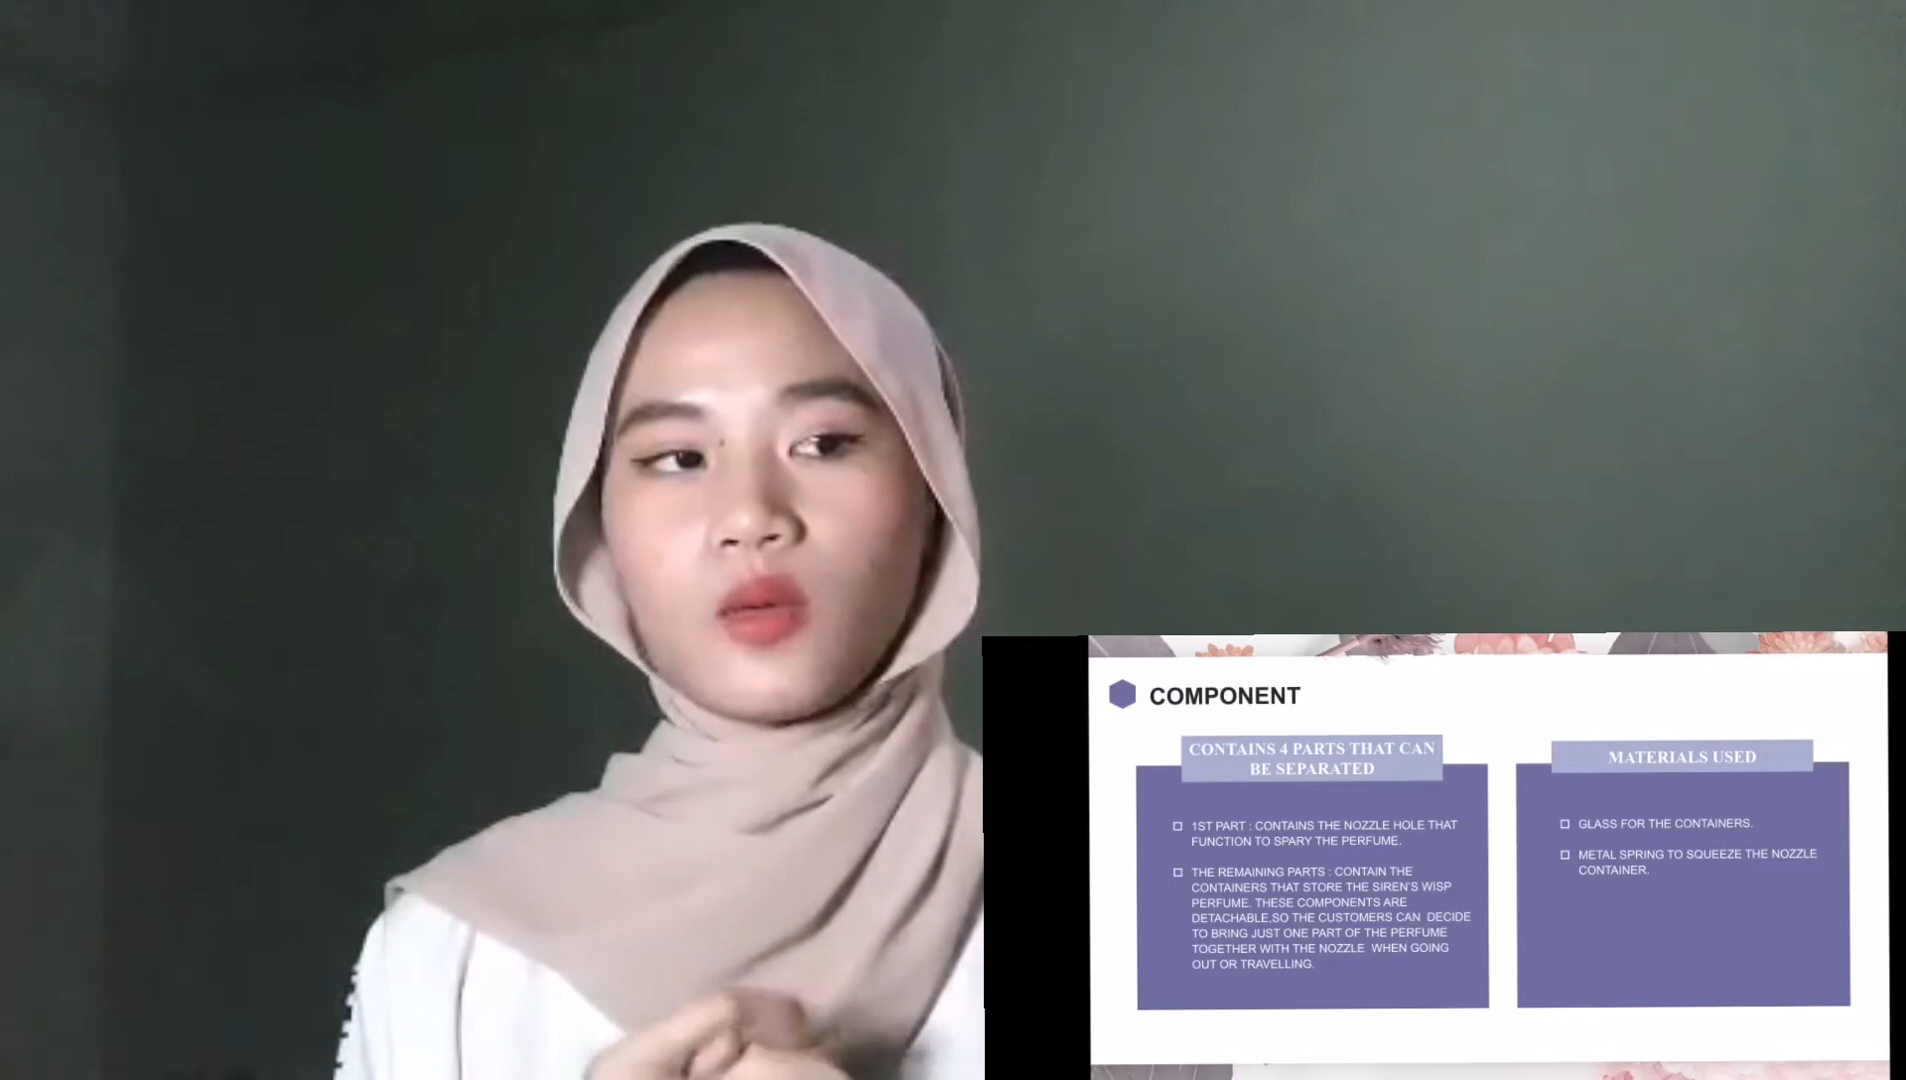 COMPONENT
CONTAINS 4 PARTS THAT CAN
BE SEPARATED
1ST PART : CONTAINS THE NOZZLE HOLE THAT
FUNCTION TO SPARY THE PERFUME.
THE REMAINING PARTS : CONTAIN THE
CONTAINERS THAT STORE THE SIREN'S WISP
PERFUME. THESE COMPONENTS ARE
DETACHABLE,SO THE CUSTOMERS CAN DECIDE
TO BRING JUST ONE PART OF THE PERFUME
TOGETHER WITH THE NOZZLE WHEN GOING
OUT OR TRAVELLING.
MATERIALS USED
GLASS FOR THE CONTAINERS.
METAL SPRING TO SQUEEZE THE NOZZLE
CONTAINER.